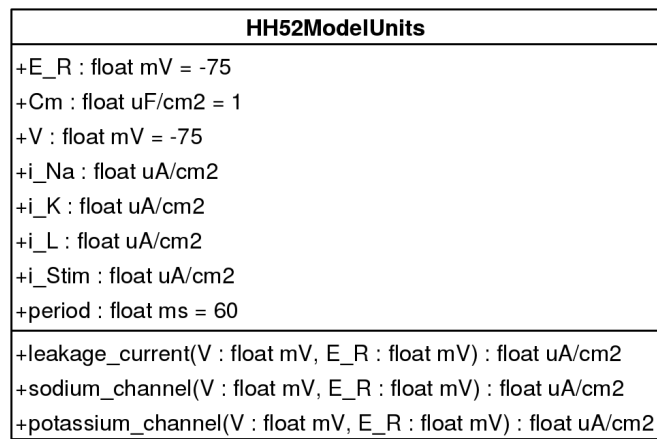 HH52ModelUnits
+E_R : float mV = -75
+Cm : float uF/cm2 = 1
+V : float mV = -75
+i_Na : float uA/cm2
+i_K : float uA/cm2
+i_L : float uA/cm2
+i_Stim : float uA/cm2
+period : float ms = 60
+leakage_current(V : float mV, E_R : float mV) : float uA/cm2
+sodium_channel(V : float mV, E_R : float mV) : float uA/cm2
+potassium_channel(V : float mV, E_R : float mV) : float uA/cm2